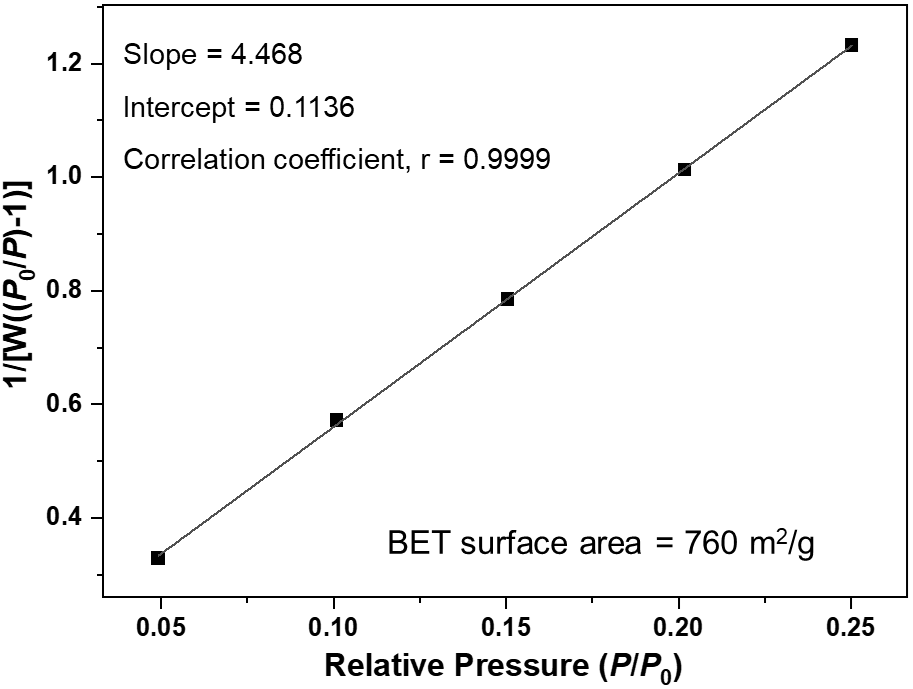 Slope = 4.468
Intercept = 0.1136
Correlation coefficient, r = 0.9999
1/[W((P₀/P)-1)]
1.2
1.0
0.8
0.6
0.4
BET surface area = 760 m²/g
0.05 0.10 0.15 0.20 0.25
Relative Pressure (P/P₀)